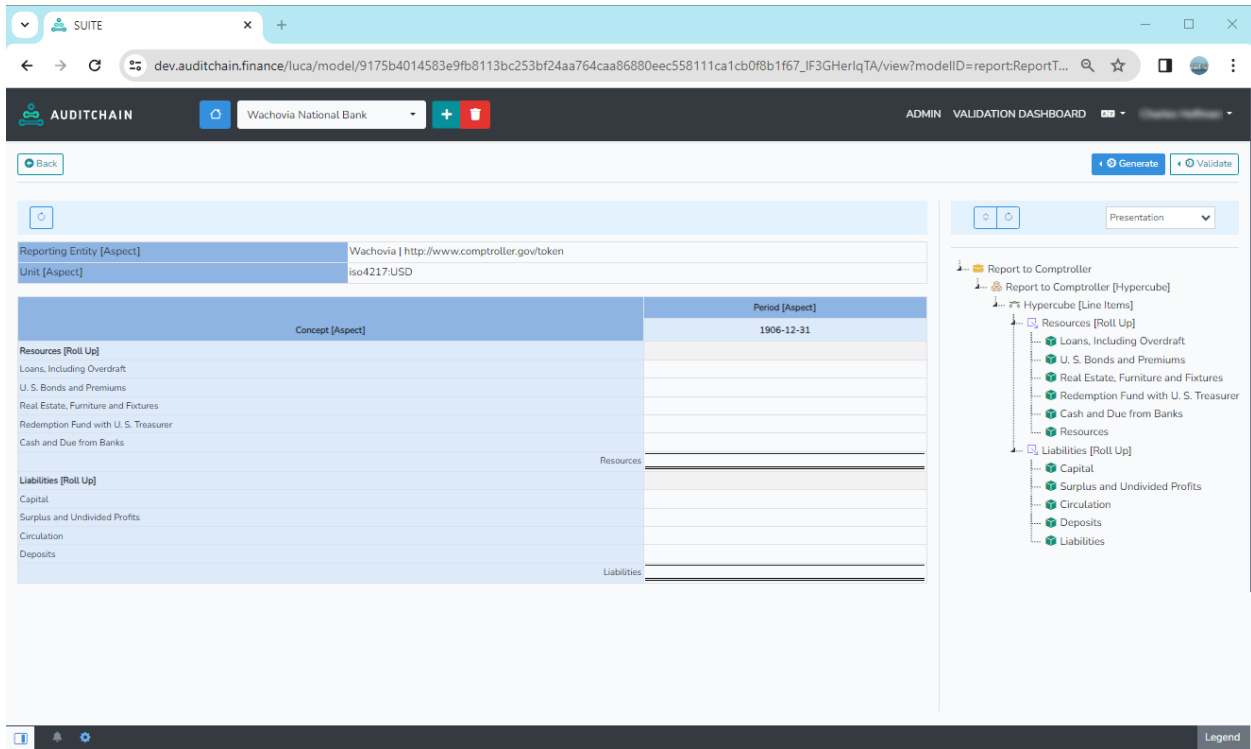 SUITE
dev.auditchain.finance/luca/model/9175b4014583e9fb8113bc253bf24aa764caa86880eec558111ca1cb0f8b1f67_IF3GHerIqTA/view?modelID=report:ReportT...
AUDITCHAIN
Wachovia National Bank
ADMIN VALIDATION DASHBOARD
Back
Generate
Validate
Presentation
Reporting Entity [Aspect] Wachovia | http://www.comptroller.gov/token
Unit [Aspect] iso4217:USD
Period [Aspect]
Concept [Aspect] 1906-12-31
Resources [Roll Up]
Loans, Including Overdraft
U. S. Bonds and Premiums
Real Estate, Furniture and Fixtures
Redemption Fund with U. S. Treasurer
Cash and Due from Banks
Resources
Liabilities [Roll Up]
Capital
Surplus and Undivided Profits
Circulation
Deposits
Liabilities
Report to Comptroller
Report to Comptroller [Hypercube]
Hypercube [Line Items]
Resources [Roll Up]
Loans, Including Overdraft
U. S. Bonds and Premiums
Real Estate, Furniture and Fixtures
Redemption Fund with U. S. Treasurer
Cash and Due from Banks
Resources
Liabilities [Roll Up]
Capital
Surplus and Undivided Profits
Circulation
Deposits
Liabilities
Legend